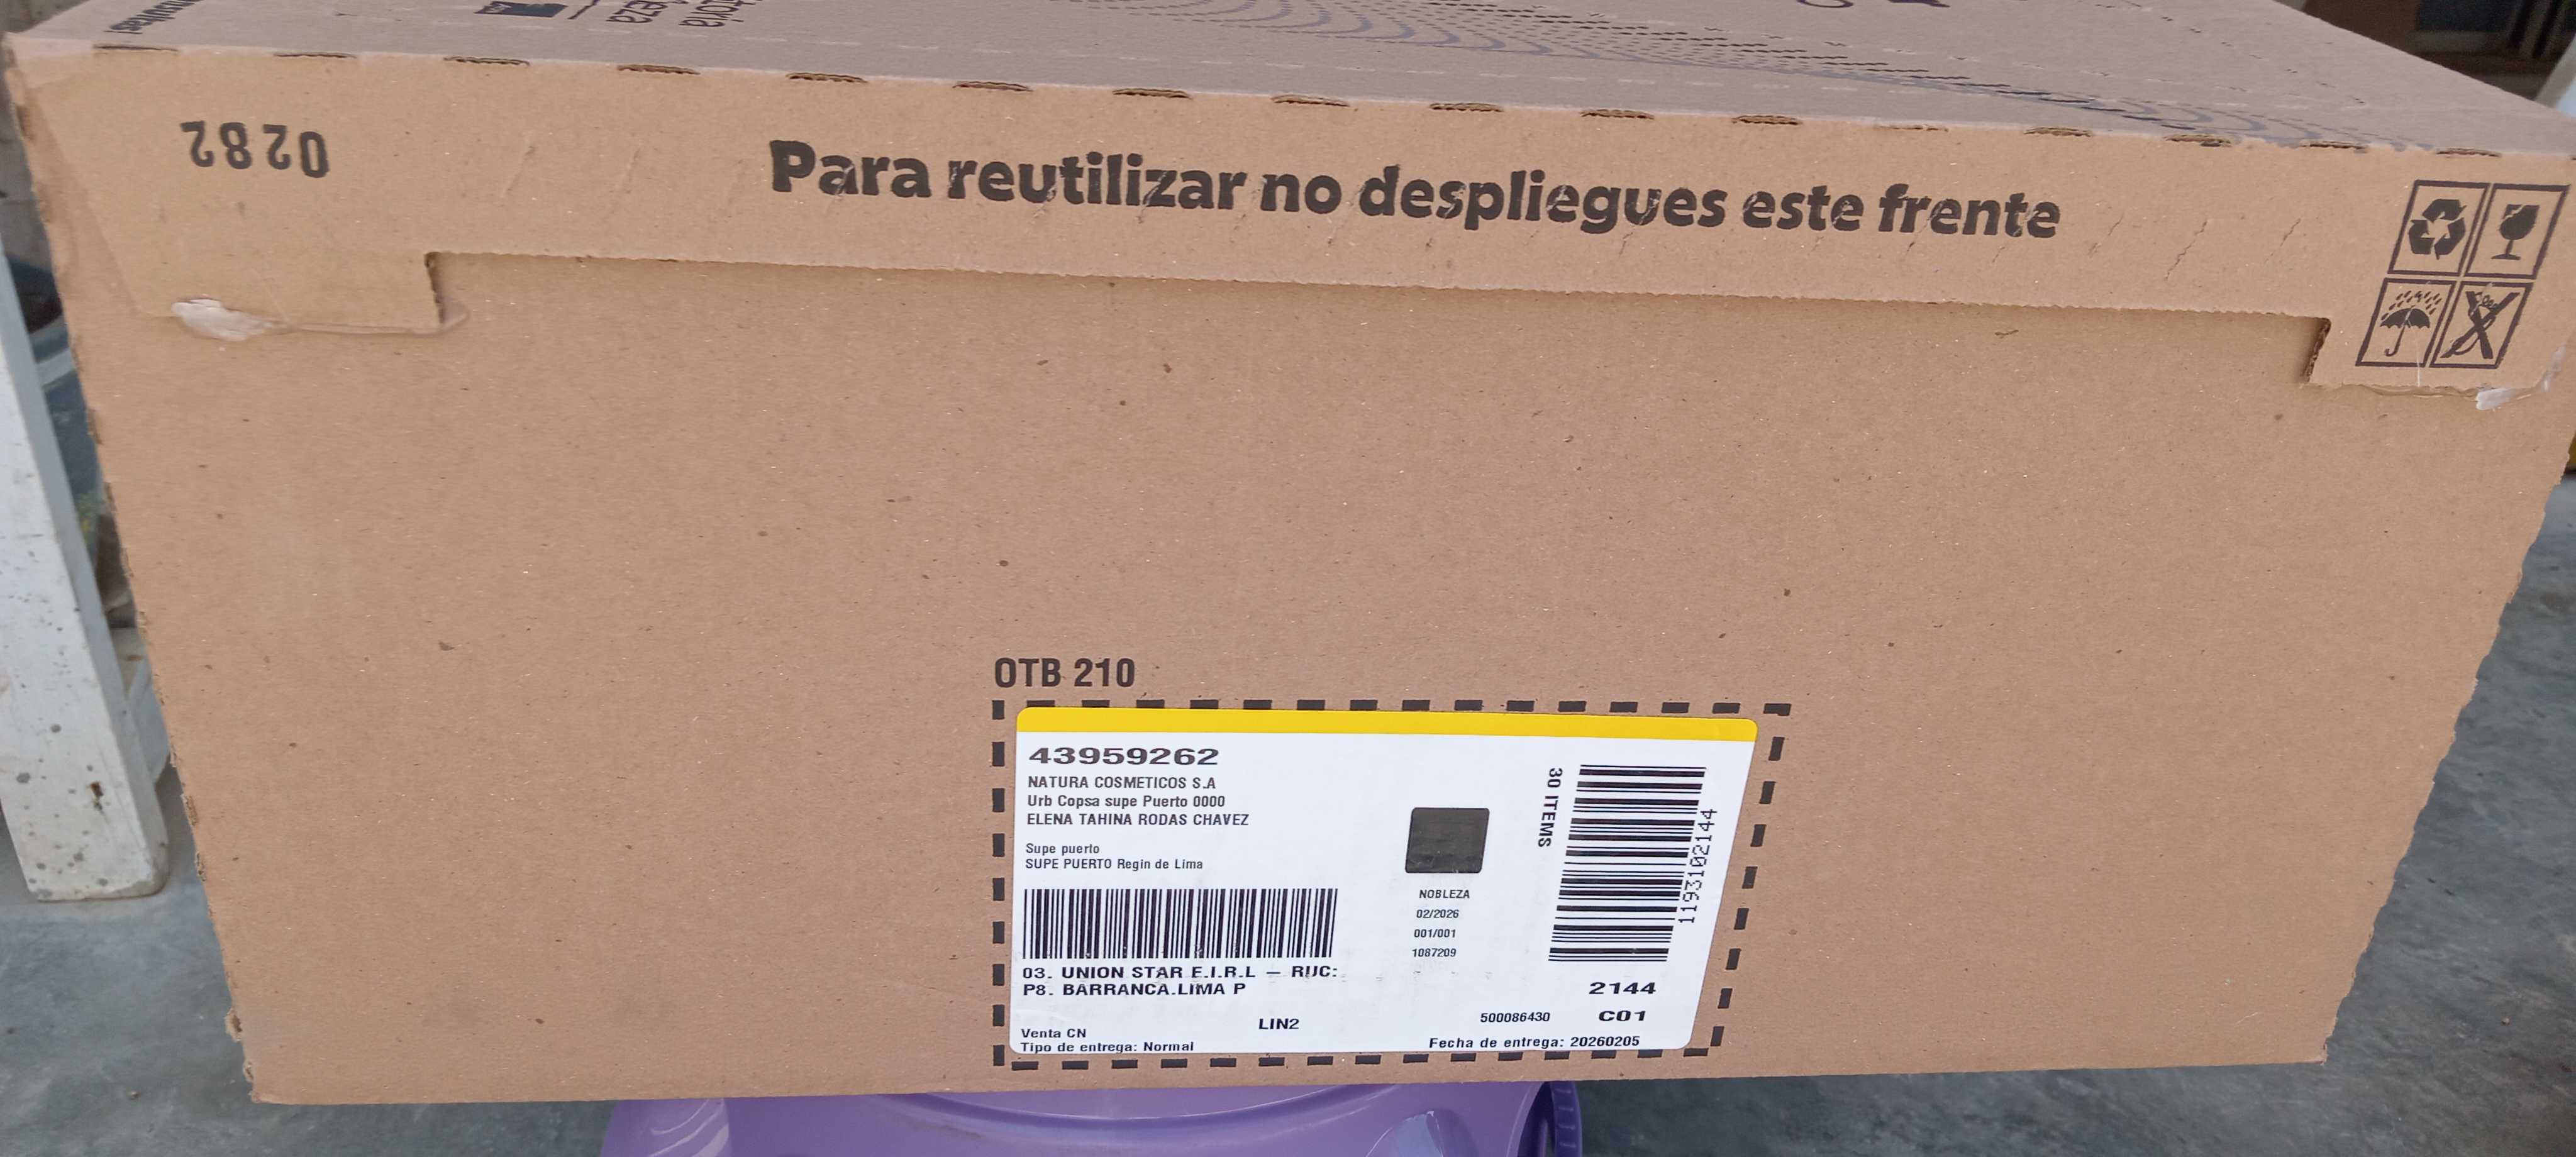 0282
Para reutilizar no despliegues este frente
OTB 210
43959262
NATURA COSMETICOS S.A
Urb Copsa supe Puerto 0000
ELENA TAHINA RODAS CHAVEZ
Supe puerto
SUPE PUERTO Regin de Lima
03. UNION STAR E.I.R.L – RUC:
P8. BARRANCA.LIMA P
LIN2
Venta CN
Tipo de entrega: Normal
NOBLEZA
02/2026
001/001
1087209
30 ITEMS
1193102144
2144
500086430 C01
Fecha de entrega: 20260205